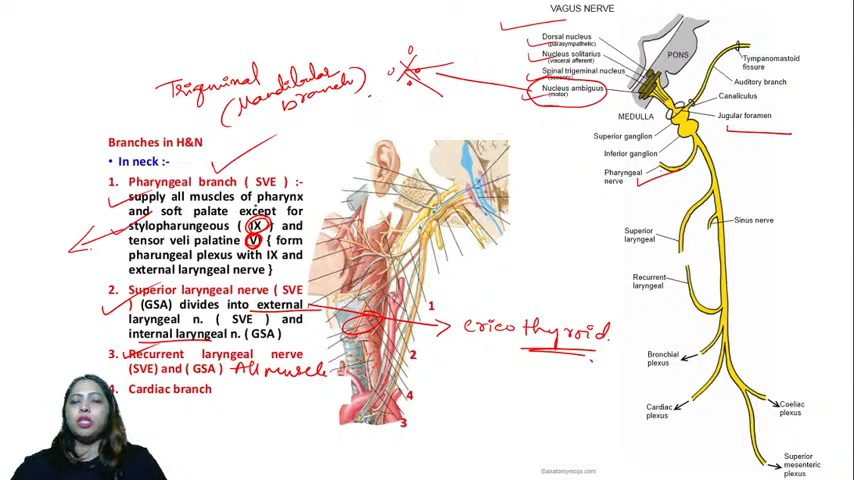 VAGUS NERVE
Dorsal nucleus
(parasympathetic)
Nucleus solitarius
(visceral afferent)
Spinal trigeminal nucleus
(sensory)
Nucleus ambiguus
(motor)
PONS
MEDULLA
Tympanomastoid
fissure
Auditory branch
Canaliculus
Jugular foramen
Superior ganglion
Inferior ganglion
Pharyngeal
nerve
Sinus nerve
Superior
laryngeal
Recurrent
laryngeal
Bronchial
plexus
Cardiac
plexus
Coeliac
plexus
Superior
mesenteric
plexus
©anatomymcqs.com
Trigeminal
(Mandibular
branch)
Branches in H&N
• In neck :-
1. Pharyngeal branch ( SVE ) :-
supply all muscles of pharynx
and soft palate except for
stylopharyngeous ( IX ) and
tensor veli palatine ( V ) { form
pharungeal plexus with IX and
external laryngeal nerve }
2. Superior laryngeal nerve ( SVE
) (GSA) divides into external
laryngeal n. ( SVE ) and
internal laryngeal n. ( GSA)
3. Recurrent laryngeal nerve
(SVE) and ( GSA ) All muscle
4. Cardiac branch
1
2
4
3
cricothyroid.